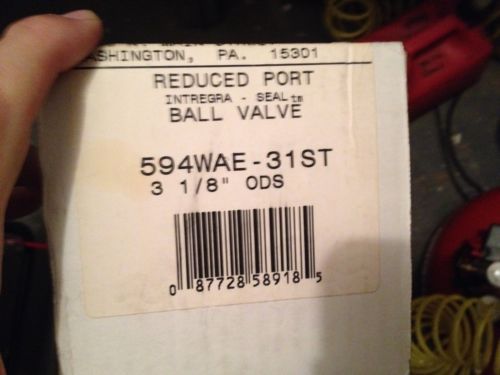 WASHINGTON, PA. 15301
REDUCED PORT
INTREGRA - SEAL tm
BALL VALVE
594WAE-31ST
3 1/8" ODS
0 87728 58918 5